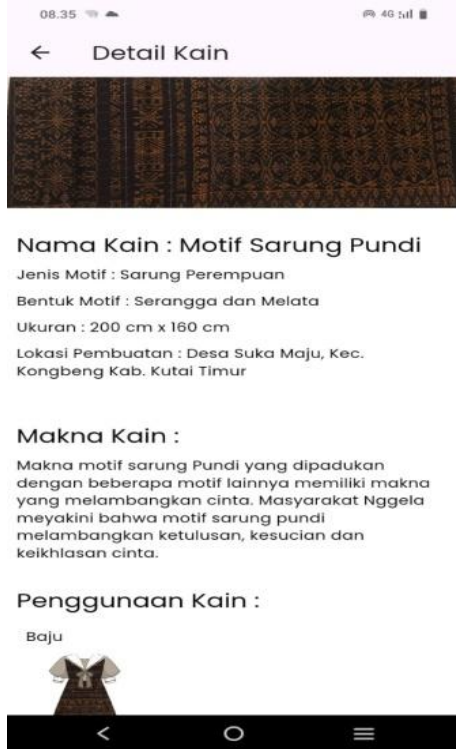 08.35 4G
Detail Kain
Nama Kain : Motif Sarung Pundi
Jenis Motif : Sarung Perempuan
Bentuk Motif : Serangga dan Melata
Ukuran : 200 cm x 160 cm
Lokasi Pembuatan : Desa Suka Maju, Kec.
Kongbeng Kab. Kutai Timur
Makna Kain :
Makna motif sarung Pundi yang dipadukan
dengan beberapa motif lainnya memiliki makna
yang melambangkan cinta. Masyarakat Nggela
meyakini bahwa motif sarung pundi
melambangkan ketulusan, kesucian dan
keikhlasan cinta.
Penggunaan Kain :
Baju